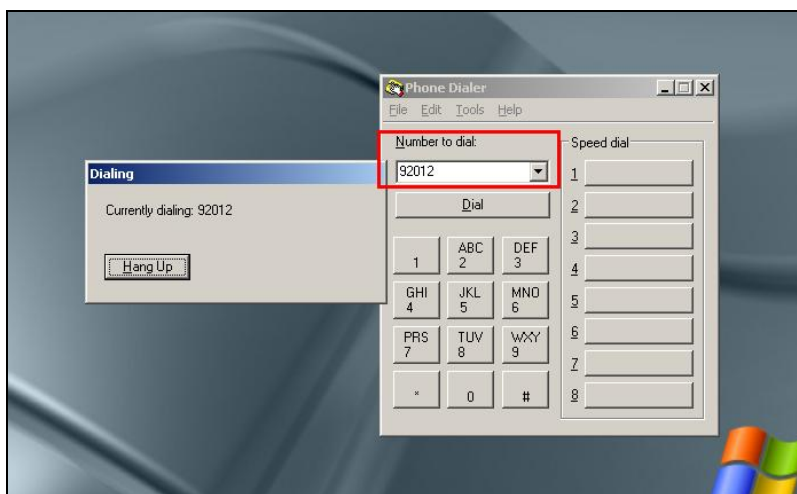 Phone Dialer
File Edit Tools Help
Number to dial:
92012
Dial
1
ABC
2
DEF
3
GHI
4
JKL
5
MNO
6
PRS
7
TUV
8
WXY
9
*
0
#
Speed dial
1
2
3
4
5
6
7
8
Dialing
Currently dialing: 92012
Hang Up